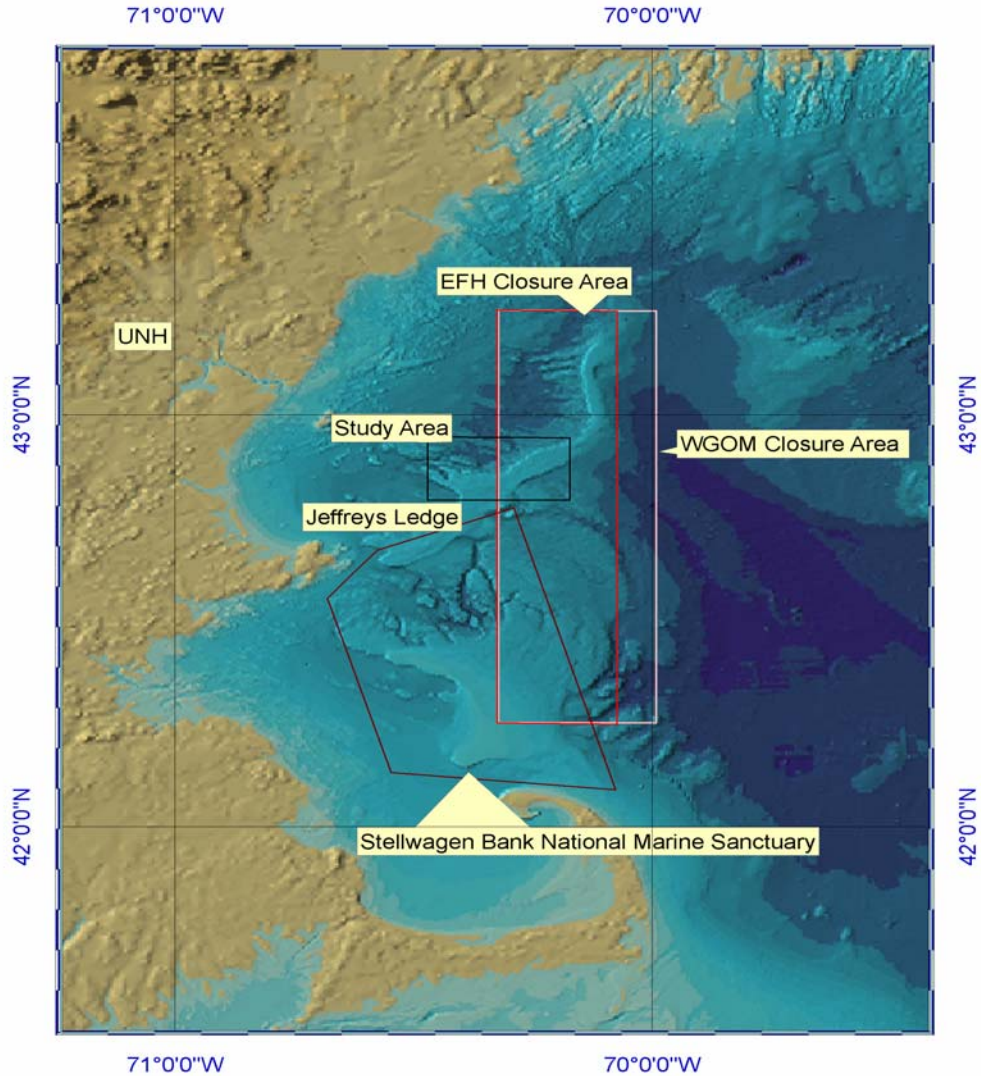 71°0'0"W
70°0'0"W
EFH Closure Area
UNH
43°0'0"N
43°0'0"N
Study Area
WGOM Closure Area
Jeffreys Ledge
42°0'0"N
42°0'0"N
Stellwagen Bank National Marine Sanctuary
71°0'0"W
70°0'0"W